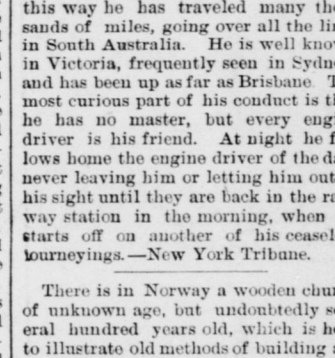 this way he has traveled many th
sands of miles, going over all the li
in South Australia. He is well know
in Victoria, frequently seen in Sydn
and has been up as far as Brisbane. T
most curious part of his conduct is t
he has no master, but every engi
driver is his friend. At night he f
lows home the engine driver of the da
never leaving him or letting him out
his sight until they are back in the ra
way station in the morning, when
starts off on another of his ceasel
tourneyings.—New York Tribune.
There is in Norway a wooden chur
of unknown age, but undoubtedly s
eral hundred years old, which is h
to illustrate old methods of building